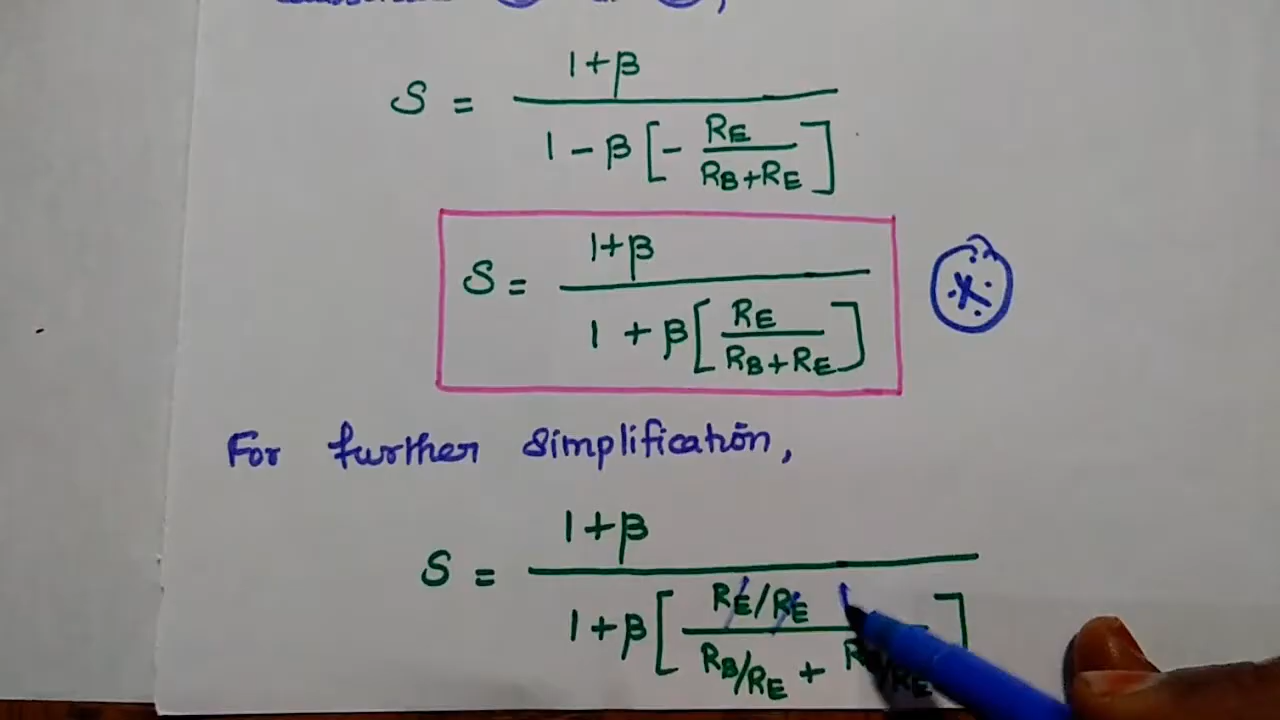 S = 1+β / 1 - β [- RE / RB+RE]
S = 1+β / 1 + β [RE / RB+RE]
For further simplification,
S = 1+β / 1+β [RE/RE / RB/RE +